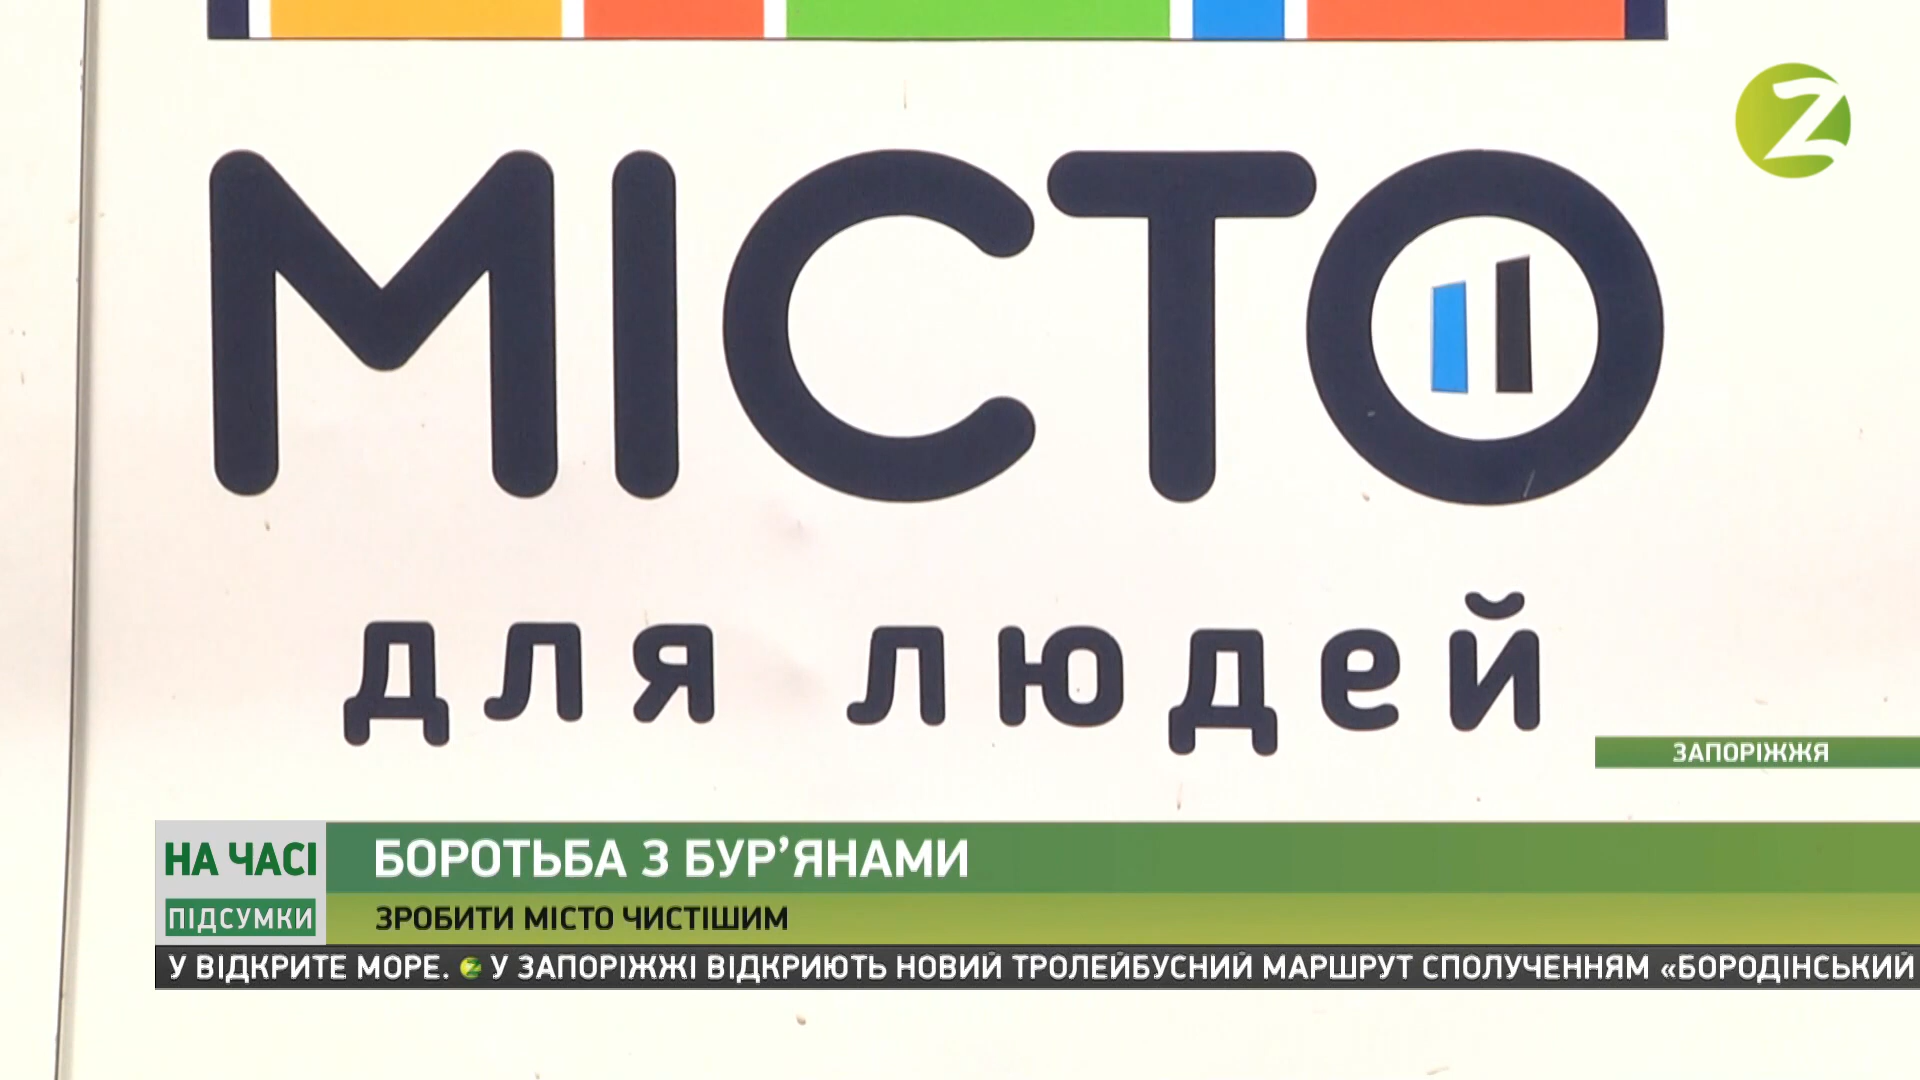 МІСТО
для людей
ЗАПОРІЖЖЯ
НА ЧАСІ
ПІДСУМКИ
БОРОТЬБА З БУР’ЯНАМИ
ЗРОБИТИ МІСТО ЧИСТІШИМ
У ВІДКРИТЕ МОРЕ. У ЗАПОРІЖЖІ ВІДКРИЮТЬ НОВИЙ ТРОЛЕЙБУСНИЙ МАРШРУТ СПОЛУЧЕННЯМ «БОРОДІНСЬКИЙ